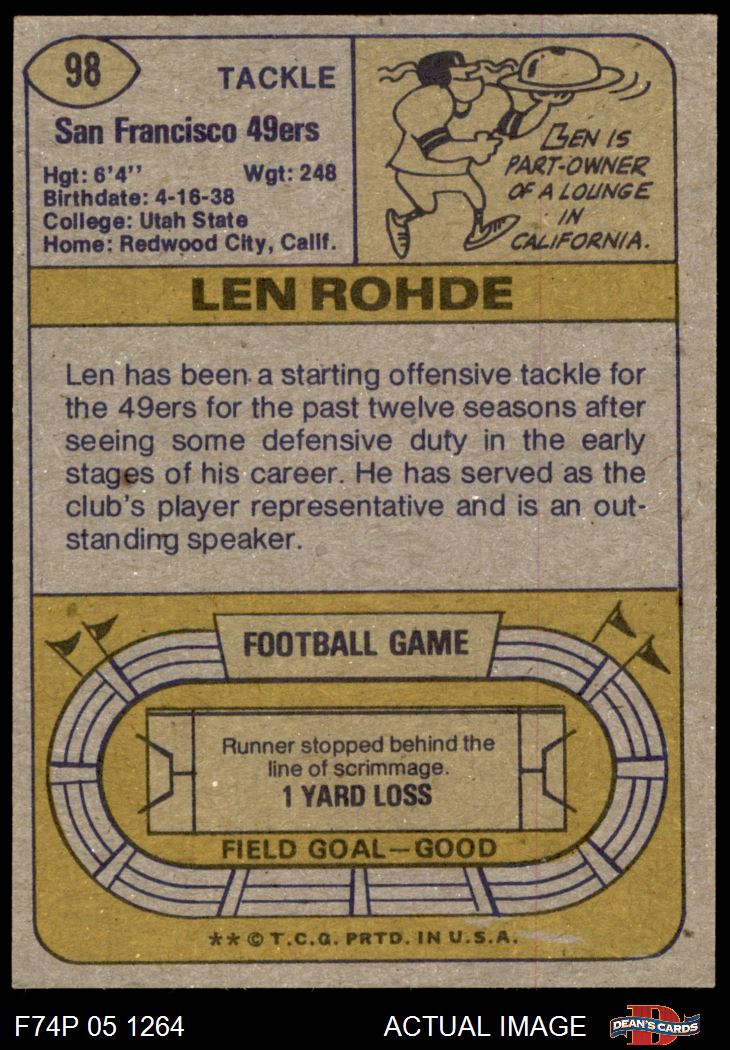 98
TACKLE
San Francisco 49ers
Hgt: 6'4'' Wgt: 248
Birthdate: 4-16-38
College: Utah State
Home: Redwood City, Calif.
BEN IS
PART-OWNER
OF A LOUNGE
IN
CALIFORNIA.
LEN ROHDE
Len has been a starting offensive tackle for
the 49ers for the past twelve seasons after
seeing some defensive duty in the early
stages of his career. He has served as the
club's player representative and is an out-
standing speaker.
FOOTBALL GAME
Runner stopped behind the
line of scrimmage.
1 YARD LOSS
FIELD GOAL—GOOD
** © T.C.G. PRTD. IN U.S.A.
F74P 05 1264 ACTUAL IMAGE
D
DEAN'S CARDS